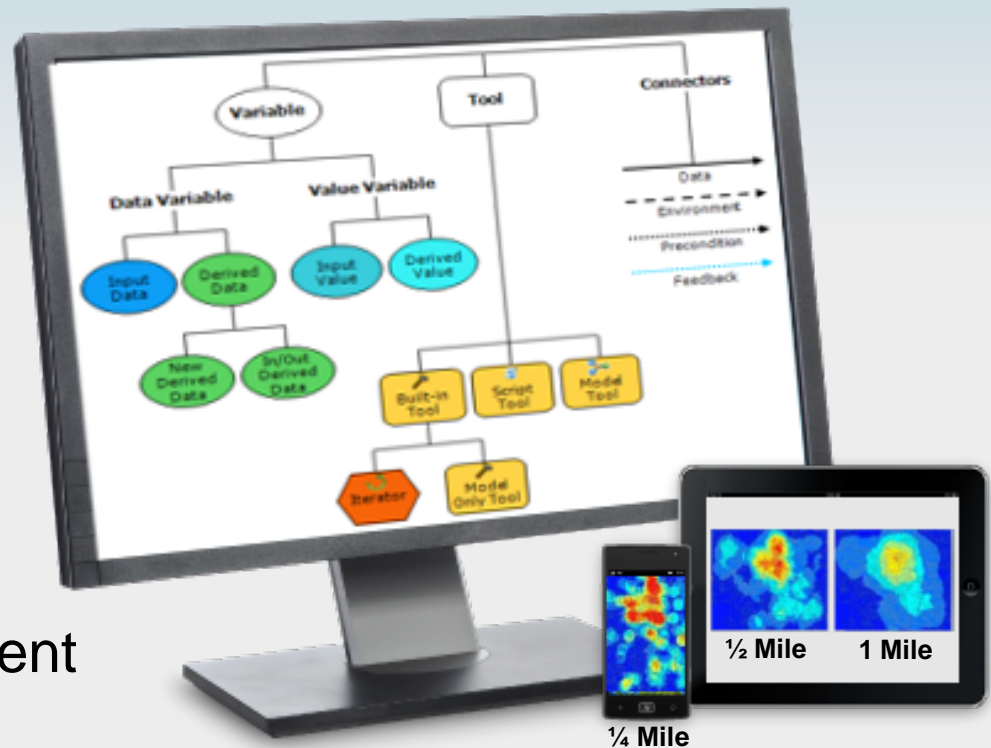 Variable
Tool
Connectors
Data Variable
Value Variable
Data
Environment
Precondition
Feedback
Input
Data
Derived
Data
Input
Value
Derived
Value
New
Derived
Data
In/Out
Derived
Data
Built-in
Tool
Script
Tool
Model
Tool
Iterator
Model
Only Tool
½ Mile 1 Mile
¼ Mile
ent